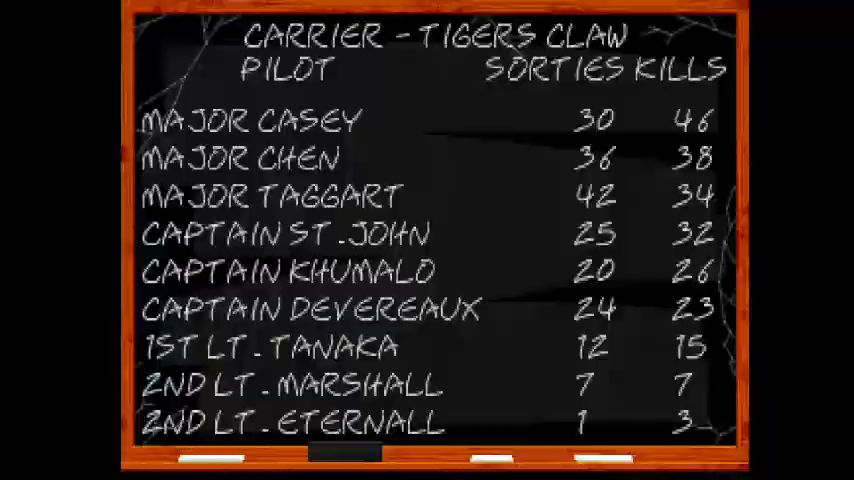 CARRIER - TIGERS CLAW
PILOT SORTIES KILLS
MAJOR CASEY 30 46
MAJOR CHEN 36 38
MAJOR TAGGART 42 34
CAPTAIN ST.JOHN 25 32
CAPTAIN KHUMALO 20 26
CAPTAIN DEVEREAUX 24 23
1ST LT. TANAKA 12 15
2ND LT. MARSHALL 7 7
2ND LT. ETERNALL 1 3